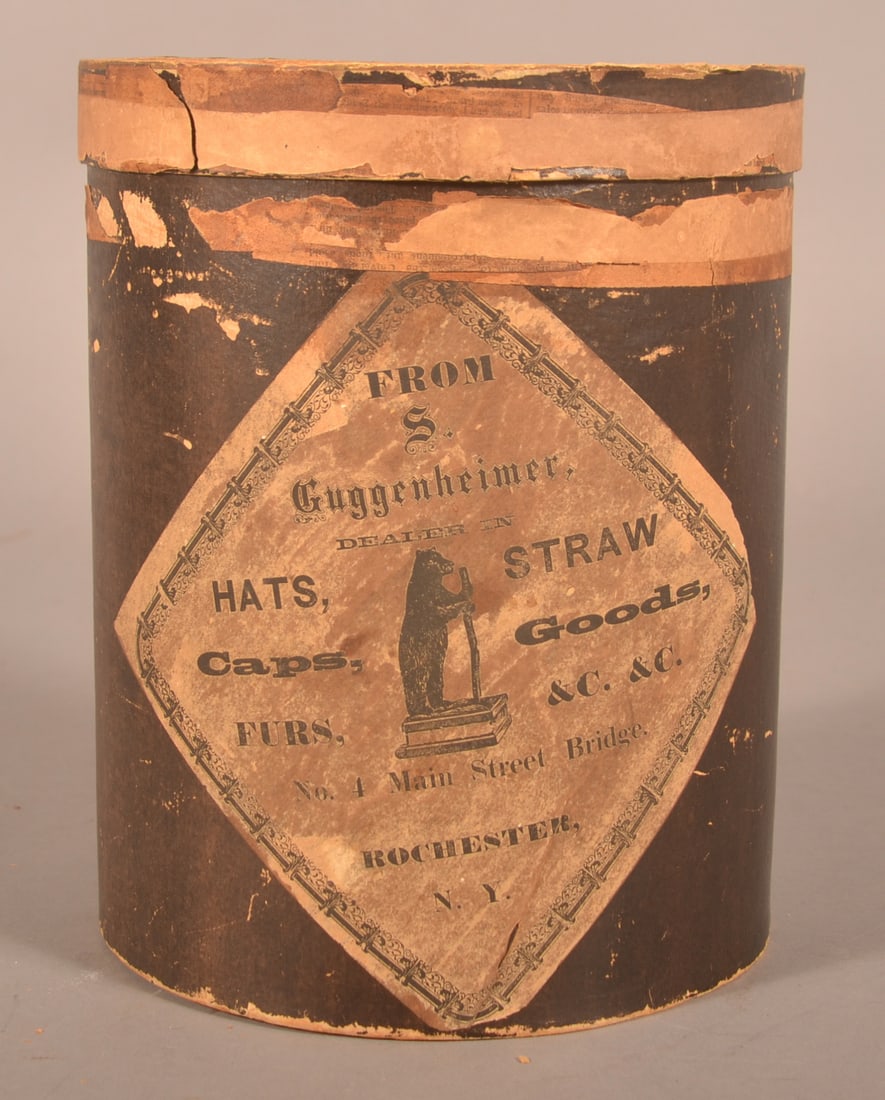 FROM
S.
Guggenheimer,
DEALER IN
HATS,
Caps,
FURS,
STRAW
Goods,
&C. &C.
No. 4 Main Street Bridge.
ROCHESTER,
N. Y.